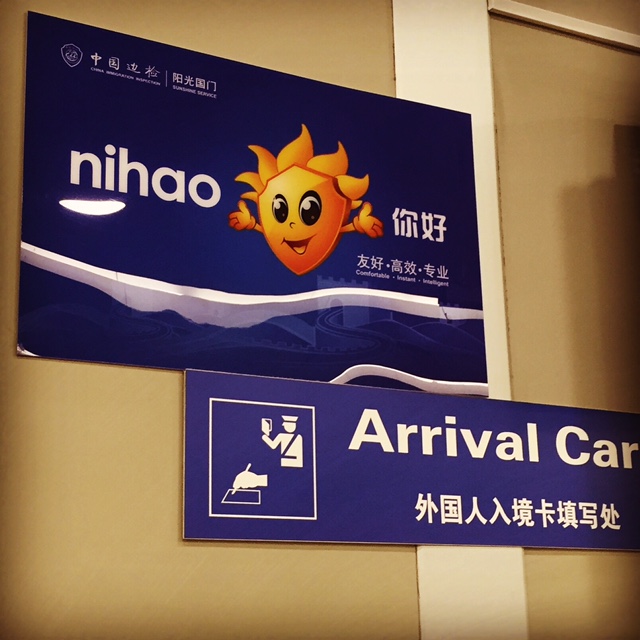 中国边检
CHINA IMMIGRATION INSPECTION
阳光国门
SUNSHINE SERVICE
nihao
你好
友好·高效·专业
Comfortable · Instant · Intelligent
Arrival Car
外国人入境卡填写处